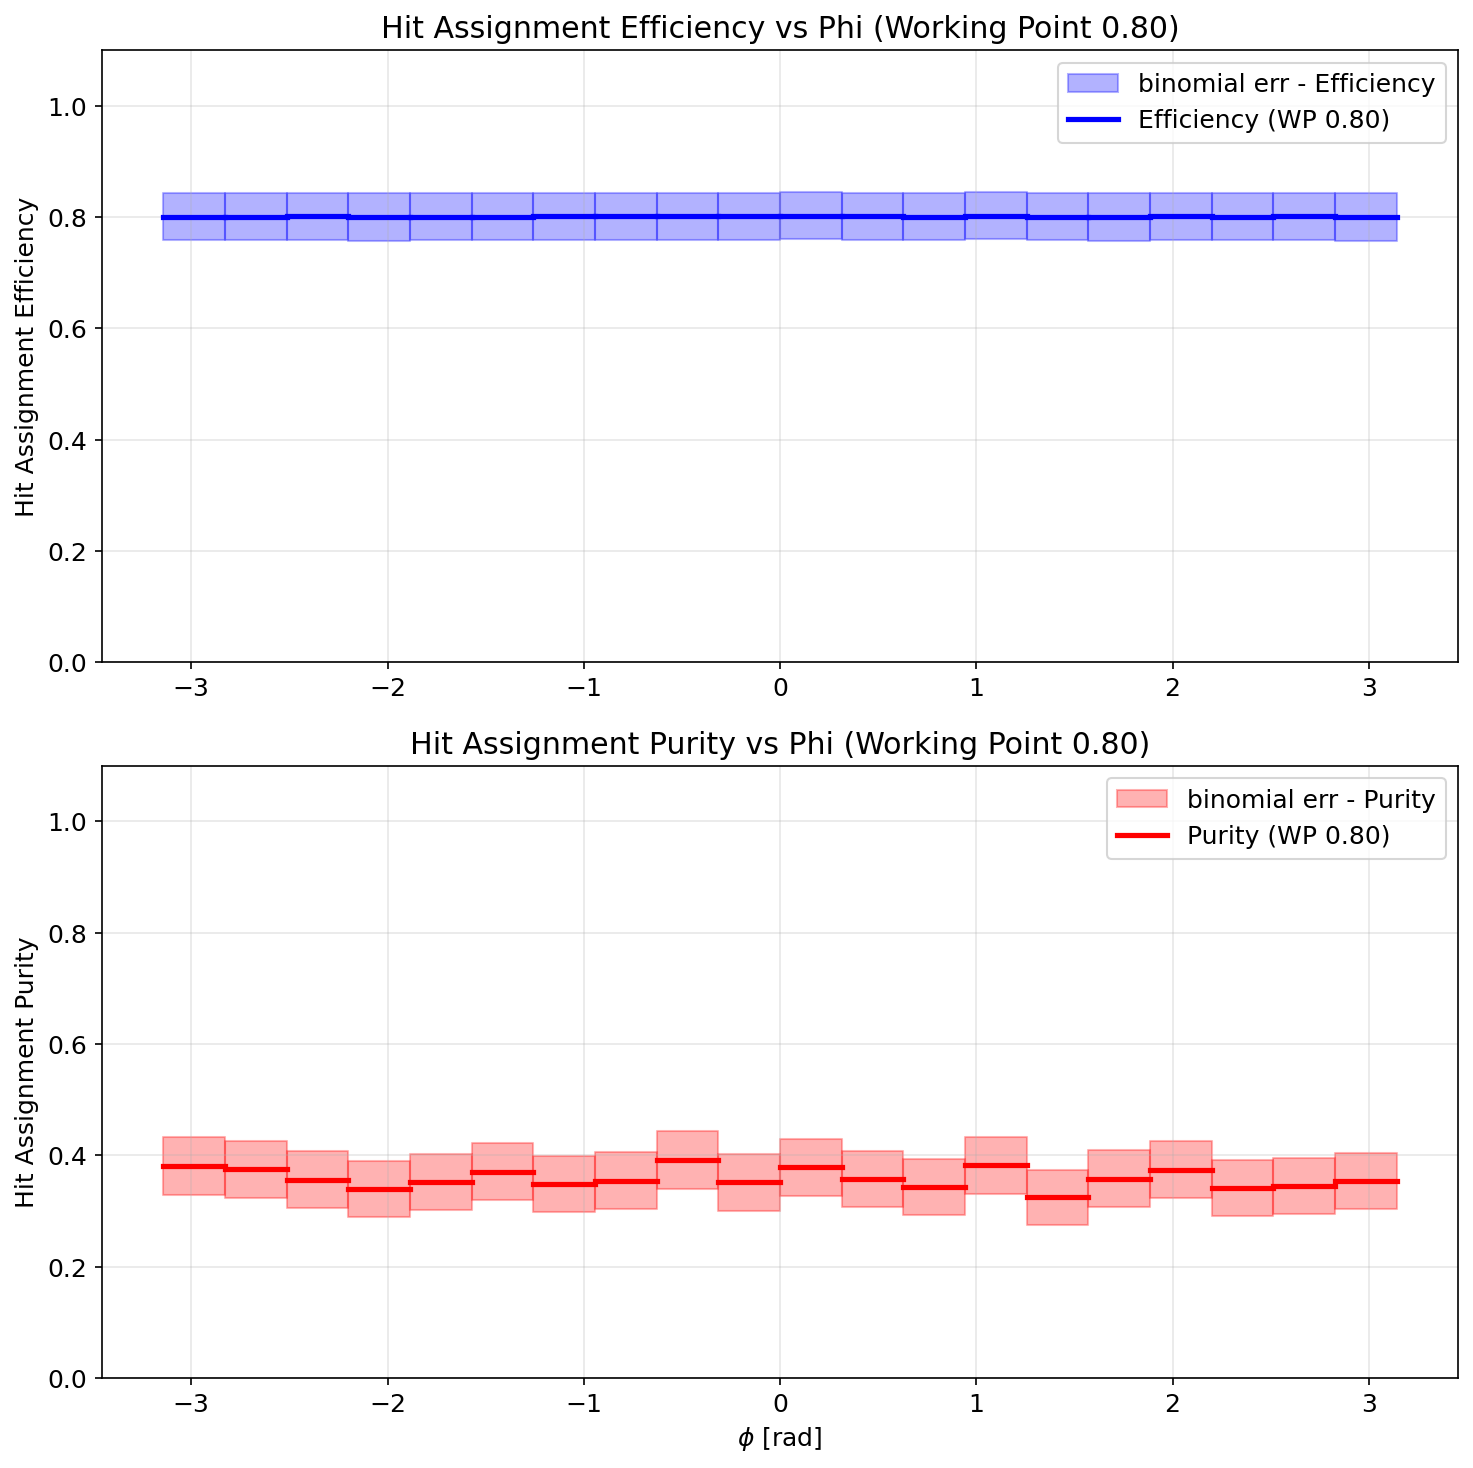 Hit Assignment Efficiency vs Phi (Working Point 0.80)
binomial err - Efficiency
Efficiency (WP 0.80)
Hit Assignment Efficiency
1.0
0.8
0.6
0.4
0.2
0.0
−3
−2
−1
0
1
2
3
Hit Assignment Purity vs Phi (Working Point 0.80)
binomial err - Purity
Purity (WP 0.80)
Hit Assignment Purity
1.0
0.8
0.6
0.4
0.2
0.0
−3
−2
−1
0
1
2
3
ϕ [rad]